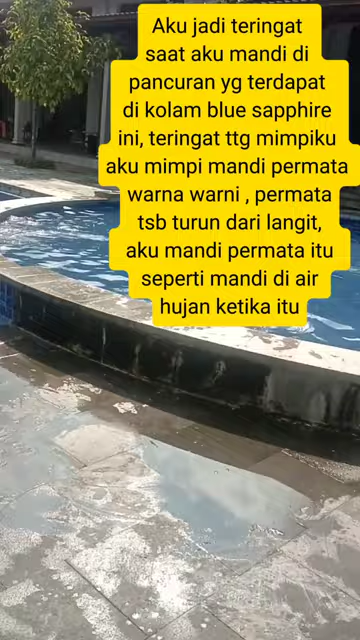 Aku jadi teringat
saat aku mandi di
pancuran yg terdapat
di kolam blue sapphire
ini, teringat ttg mimpiku
aku mimpi mandi permata
warna warni , permata
tsb turun dari langit,
aku mandi permata itu
seperti mandi di air
hujan ketika itu